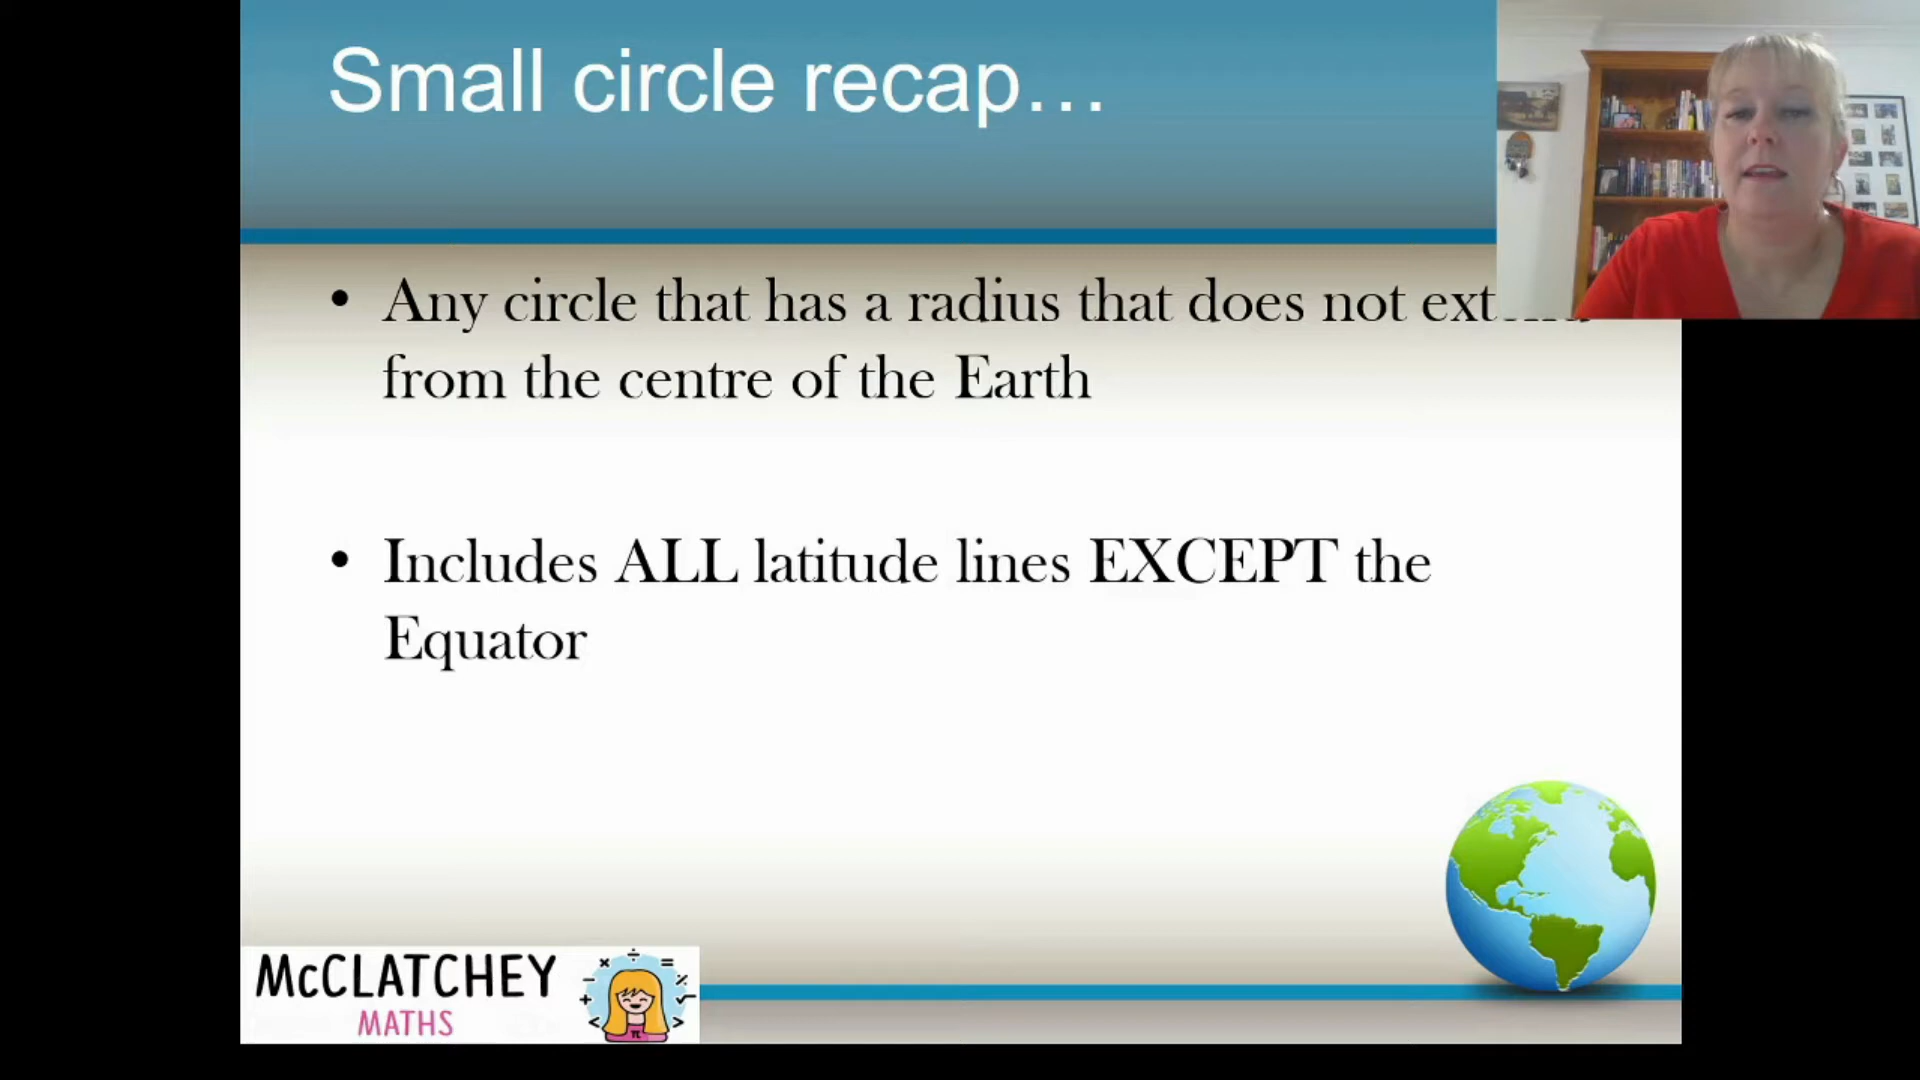 Small circle recap…
• Any circle that has a radius that does not extend
from the centre of the Earth
• Includes ALL latitude lines EXCEPT the
Equator
McCLATCHEY
MATHS